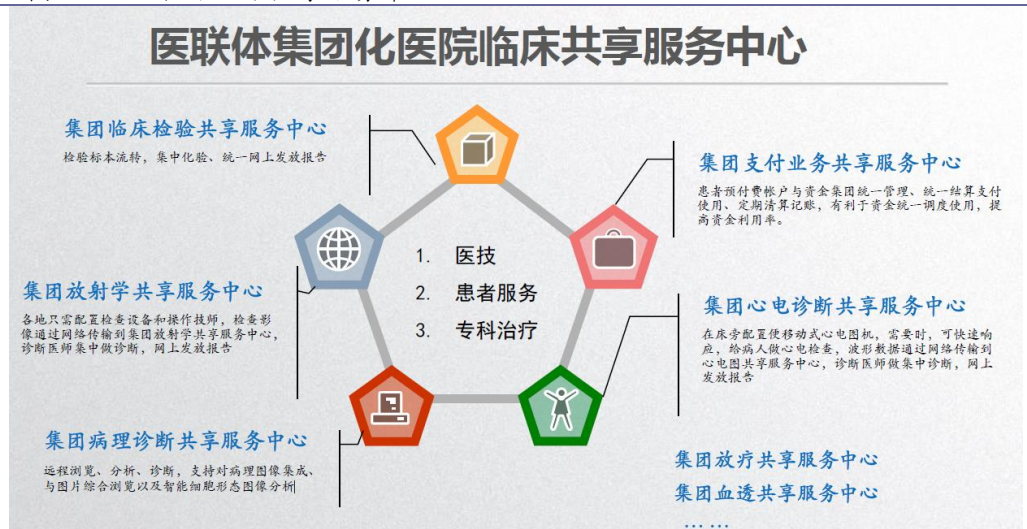 医联体集团化医院临床共享服务中心
集团临床检验共享服务中心
检验标本流转，集中化验、统一网上发放报告
集团支付业务共享服务中心
患者预付费帐户与资金集团统一管理、统一结算支付
使用、定期清算记账，有利于资金统一调度使用，提
高资金利用率。
1. 医技
2. 患者服务
3. 专科治疗
集团放射学共享服务中心
各地只需配置检查设备和操作技师，检查影
像通过网络传输到集团放射学共享服务中心，
诊断医师集中做诊断，网上发放报告
集团心电诊断共享服务中心
在床旁配置便移动式心电图机，需要时，可快速响
应，给病人做心电检查，波形数据通过网络传输到
心电图共享服务中心，诊断医师做集中诊断，网上
发放报告
集团病理诊断共享服务中心
远程浏览、分析、诊断，支持对病理图像集成、
与图片综合浏览以及智能细胞形态图像分析
集团放疗共享服务中心
集团血透共享服务中心
… …